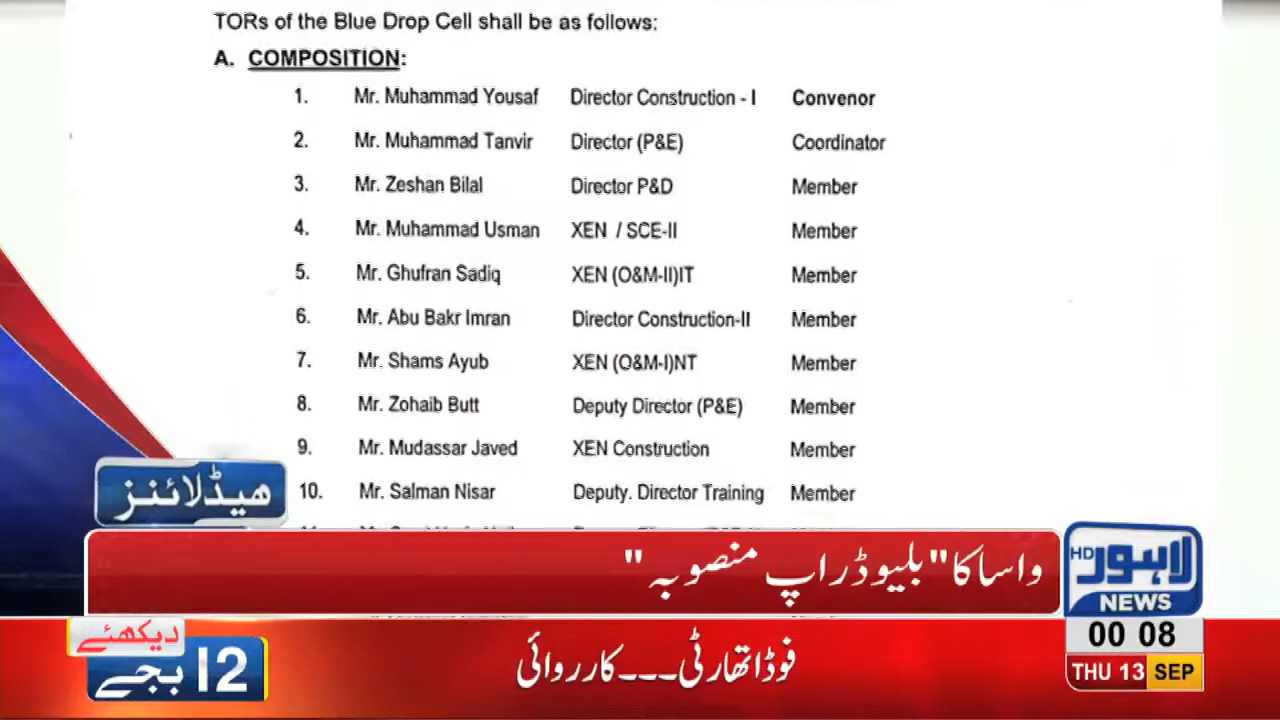 TORs of the Blue Drop Cell shall be as follows:
A. COMPOSITION:
1. Mr. Muhammad Yousaf Director Construction - I Convenor
2. Mr. Muhammad Tanvir Director (P&E) Coordinator
3. Mr. Zeshan Bilal Director P&D Member
4. Mr. Muhammad Usman XEN / SCE-II Member
5. Mr. Ghufran Sadiq XEN (O&M-II)IT Member
6. Mr. Abu Bakr Imran Director Construction-II Member
7. Mr. Shams Ayub XEN (O&M-I)NT Member
8. Mr. Zohaib Butt Deputy Director (P&E) Member
9. Mr. Mudassar Javed XEN Construction Member
10. Mr. Salman Nisar Deputy. Director Training Member
ھیڈلائنز
واسا کا "بلیو ڈراپ منصوبہ"
HD لاہور
NEWS
00 08
THU 13 SEP
دیکھئے
12 بجے
فوڈ اتھارٹی۔۔۔ کارروائی